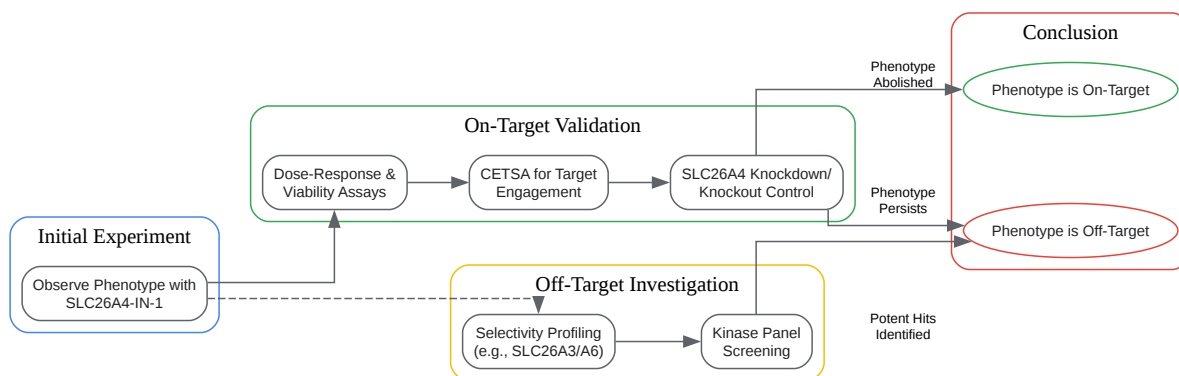 Initial Experiment
Observe Phenotype with
SLC26A4-IN-1
On-Target Validation
Dose-Response &
Viability Assays
CETSA for Target
Engagement
SLC26A4 Knockdown/
Knockout Control
Off-Target Investigation
Selectivity Profiling
(e.g., SLC26A3/A6)
Kinase Panel
Screening
Phenotype
Abolished
Phenotype
Persists
Potent Hits
Identified
Conclusion
Phenotype is On-Target
Phenotype is Off-Target